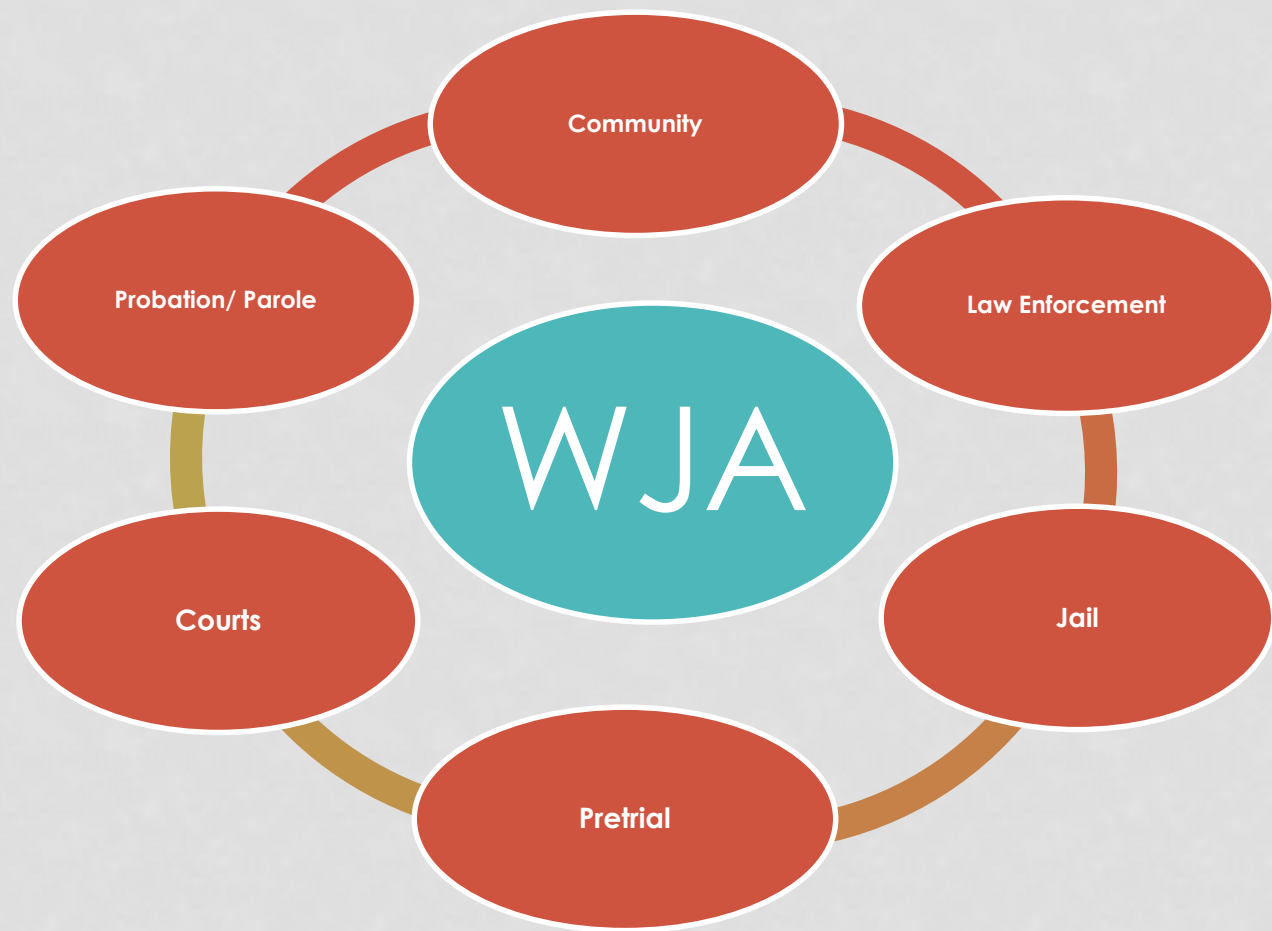 Community
Probation/ Parole
Law Enforcement
WJA
Courts
Jail
Pretrial